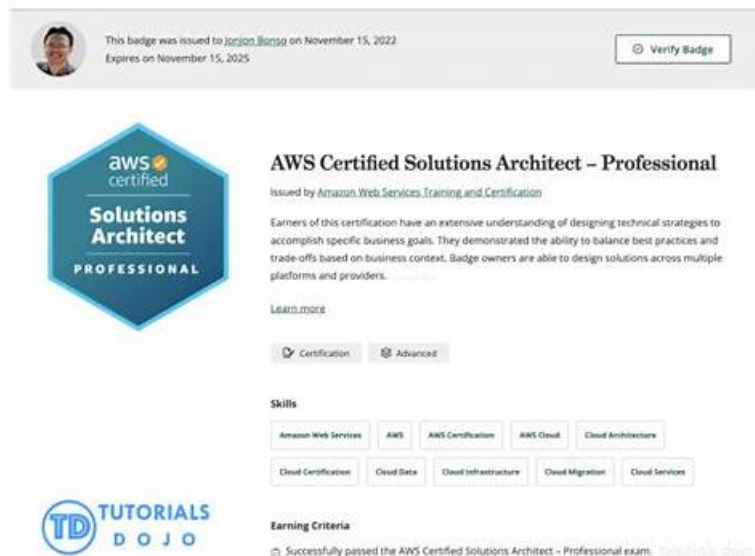 This badge was issued to Jonjon Bonso on November 15, 2022
Expires on November 15, 2025
Verify Badge
aws
certified
Solutions
Architect
PROFESSIONAL
AWS Certified Solutions Architect – Professional
Issued by Amazon Web Services Training and Certification
Earners of this certification have an extensive understanding of designing technical strategies to
accomplish specific business goals. They demonstrated the ability to balance best practices and
trade-offs based on business context. Badge owners are able to design solutions across multiple
platforms and providers.
Learn more
Certification Advanced
Skills
Amazon Web Services AWS AWS Certification AWS Cloud Cloud Architecture
Cloud Certification Cloud Data Cloud Infrastructure Cloud Migration Cloud Services
TD TUTORIALS
DOJO
Earning Criteria
Successfully passed the AWS Certified Solutions Architect – Professional exam.